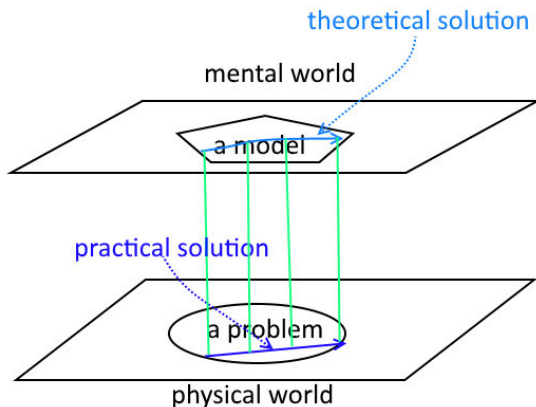 theoretical solution
mental world
a model
practical solution
a problem
physical world